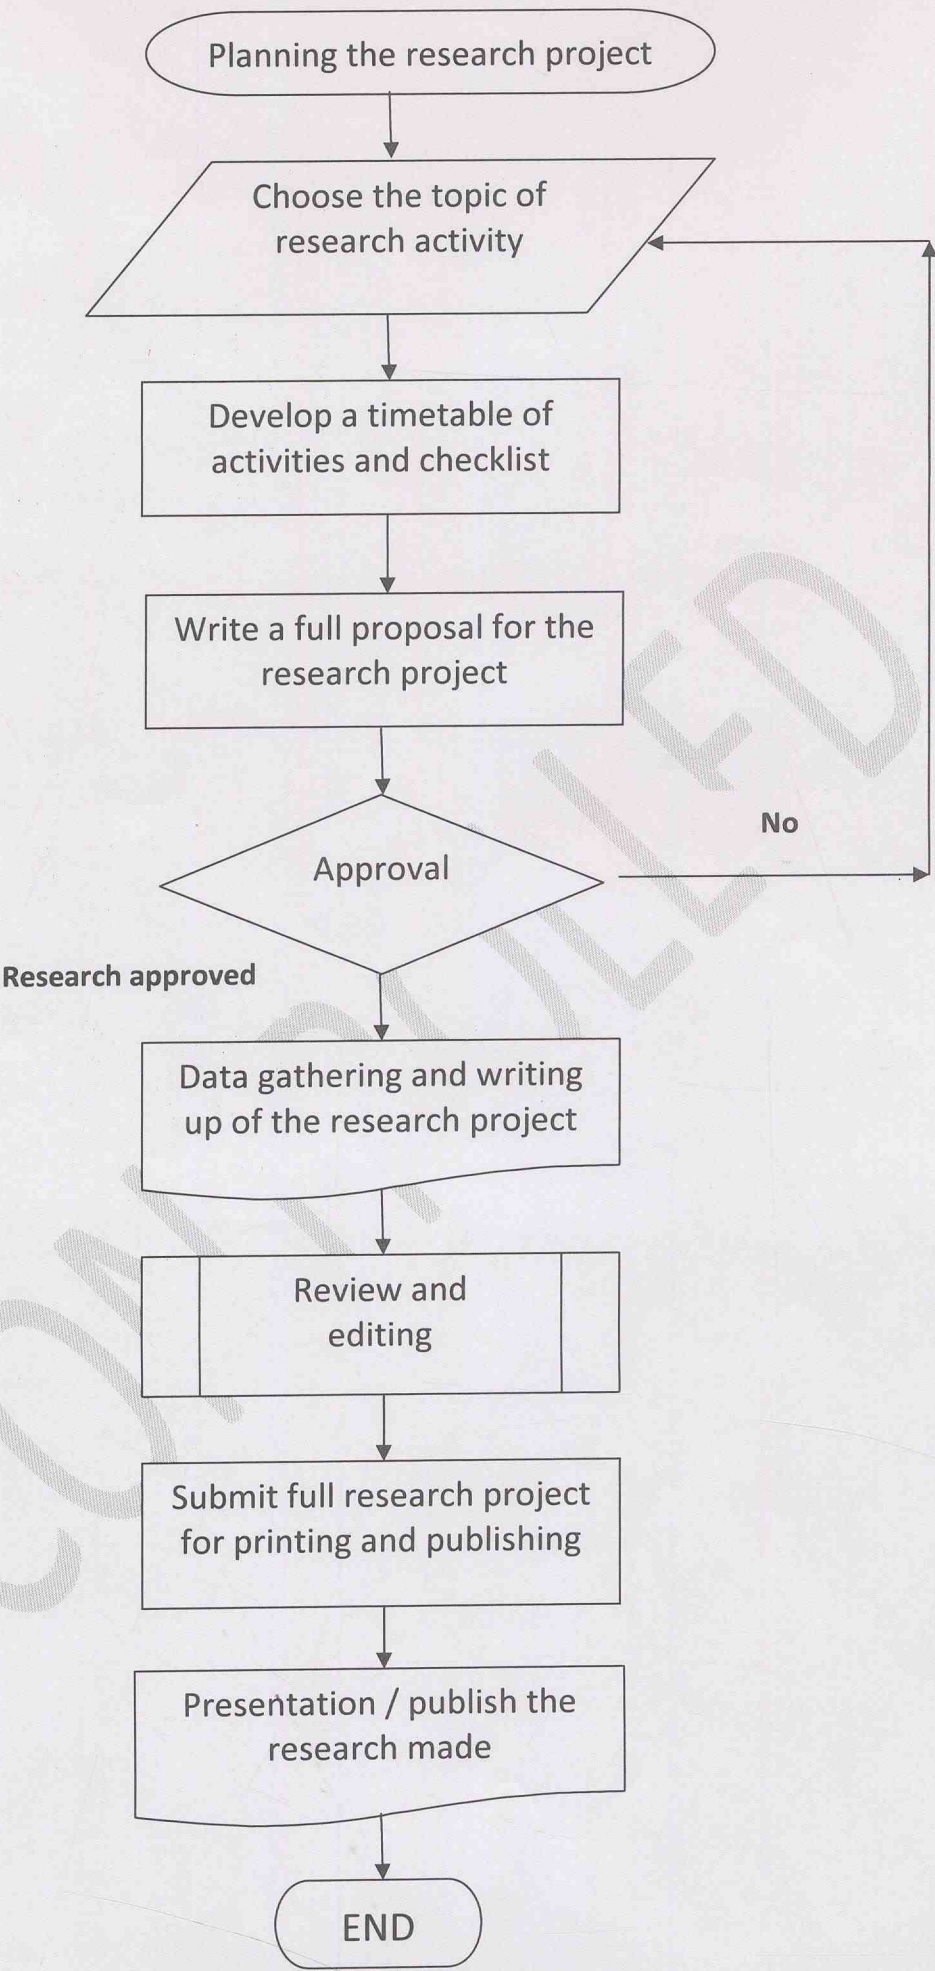 Planning the research project
Choose the topic of
research activity
Develop a timetable of
activities and checklist
Write a full proposal for the
research project
No
Approval
Research approved
Data gathering and writing
up of the research project
Review and
editing
Submit full research project
for printing and publishing
Presentation / publish the
research made
END
CONTROLLED